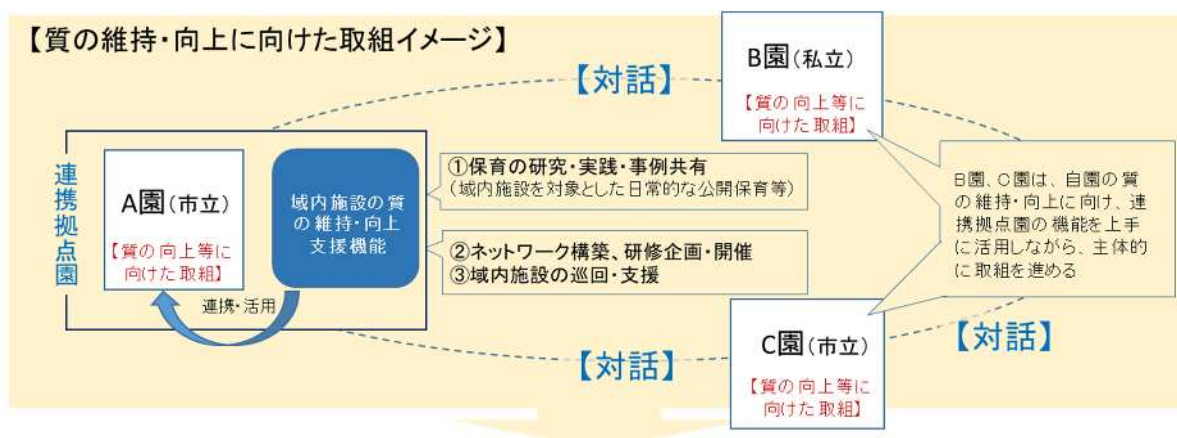 【質の維持・向上に向けた取組イメージ】
【対話】
B園(私立)
【質の向上等に
向けた取組】
連携拠点園
A園(市立)
【質の向上等に
向けた取組】
域内施設の質
の維持・向上
支援機能
連携・活用
①保育の研究・実践・事例共有
(域内施設を対象とした日常的な公開保育等)
②ネットワーク構築、研修企画・開催
③域内施設の巡回・支援
B園、C園は、自園の質
の維持・向上に向け、連
携拠点園の機能を上手
に活用しながら、主体的
に取組を進める
【対話】
C園(市立)
【質の向上等に
向けた取組】
【対話】